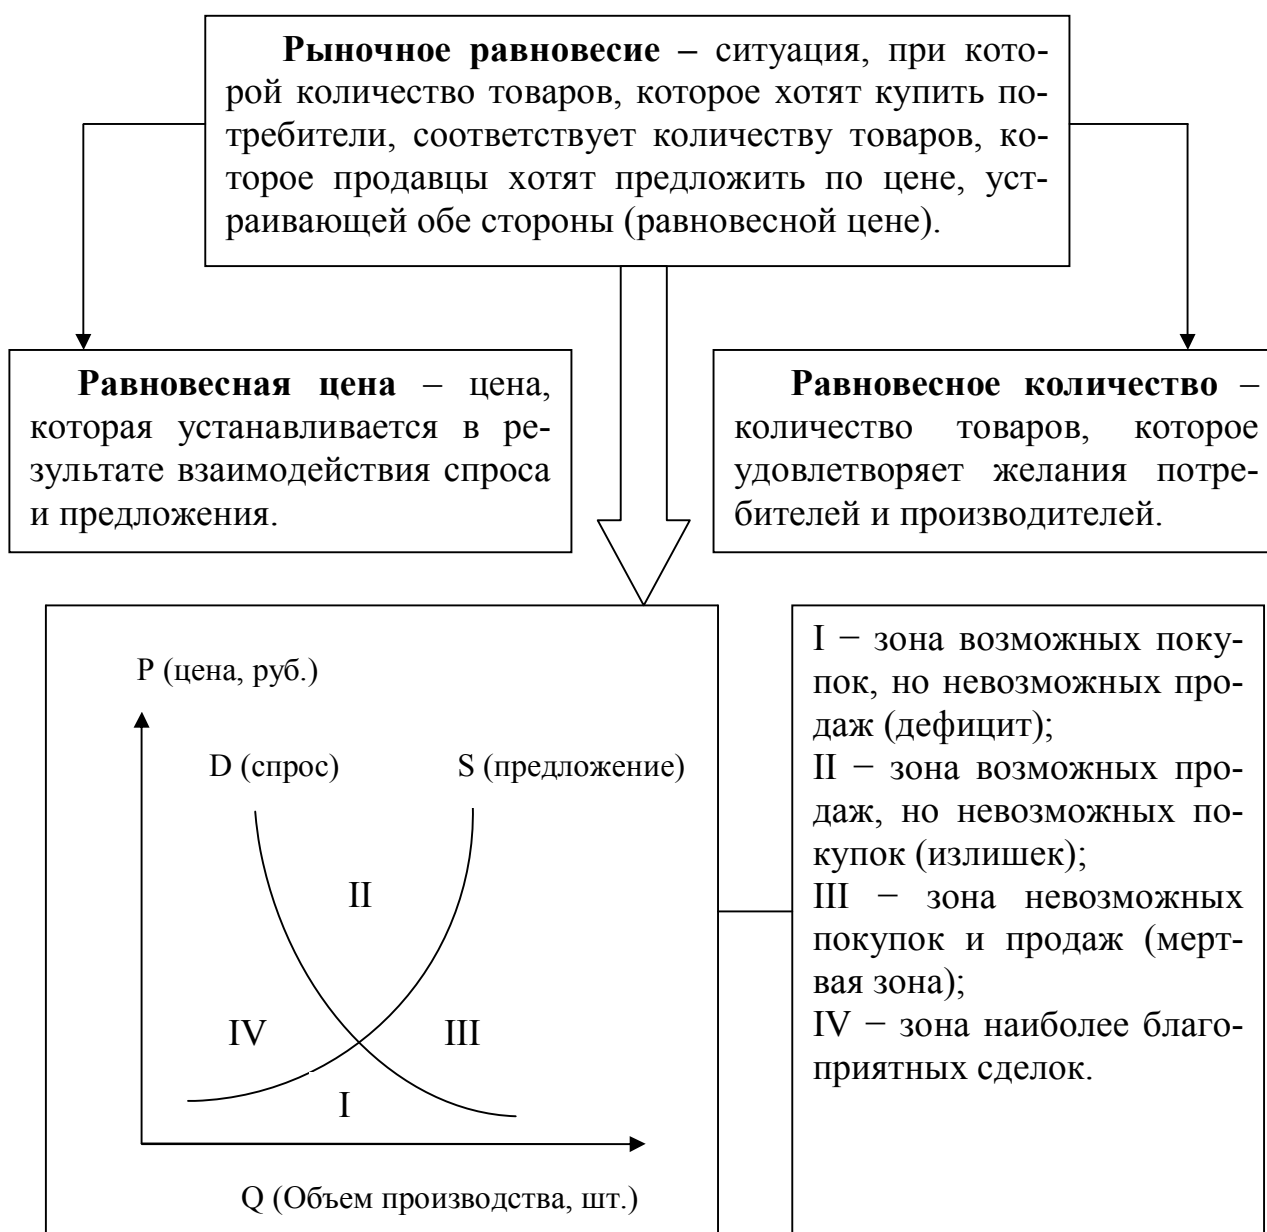 Рыночное равновесие – ситуация, при кото-
рой количество товаров, которое хотят купить по-
требители, соответствует количеству товаров, ко-
торое продавцы хотят предложить по цене, уст-
раивающей обе стороны (равновесной цене).
Равновесная цена – цена,
которая устанавливается в ре-
зультате взаимодействия спроса
и предложения.
Равновесное количество –
количество товаров, которое
удовлетворяет желания потре-
бителей и производителей.
P (цена, руб.)
D (спрос)
S (предложение)
II
IV
III
I
Q (Объем производства, шт.)
I − зона возможных поку-
пок, но невозможных про-
даж (дефицит);
II − зона возможных про-
даж, но невозможных по-
купок (излишек);
III − зона невозможных
покупок и продаж (мерт-
вая зона);
IV − зона наиболее благо-
приятных сделок.